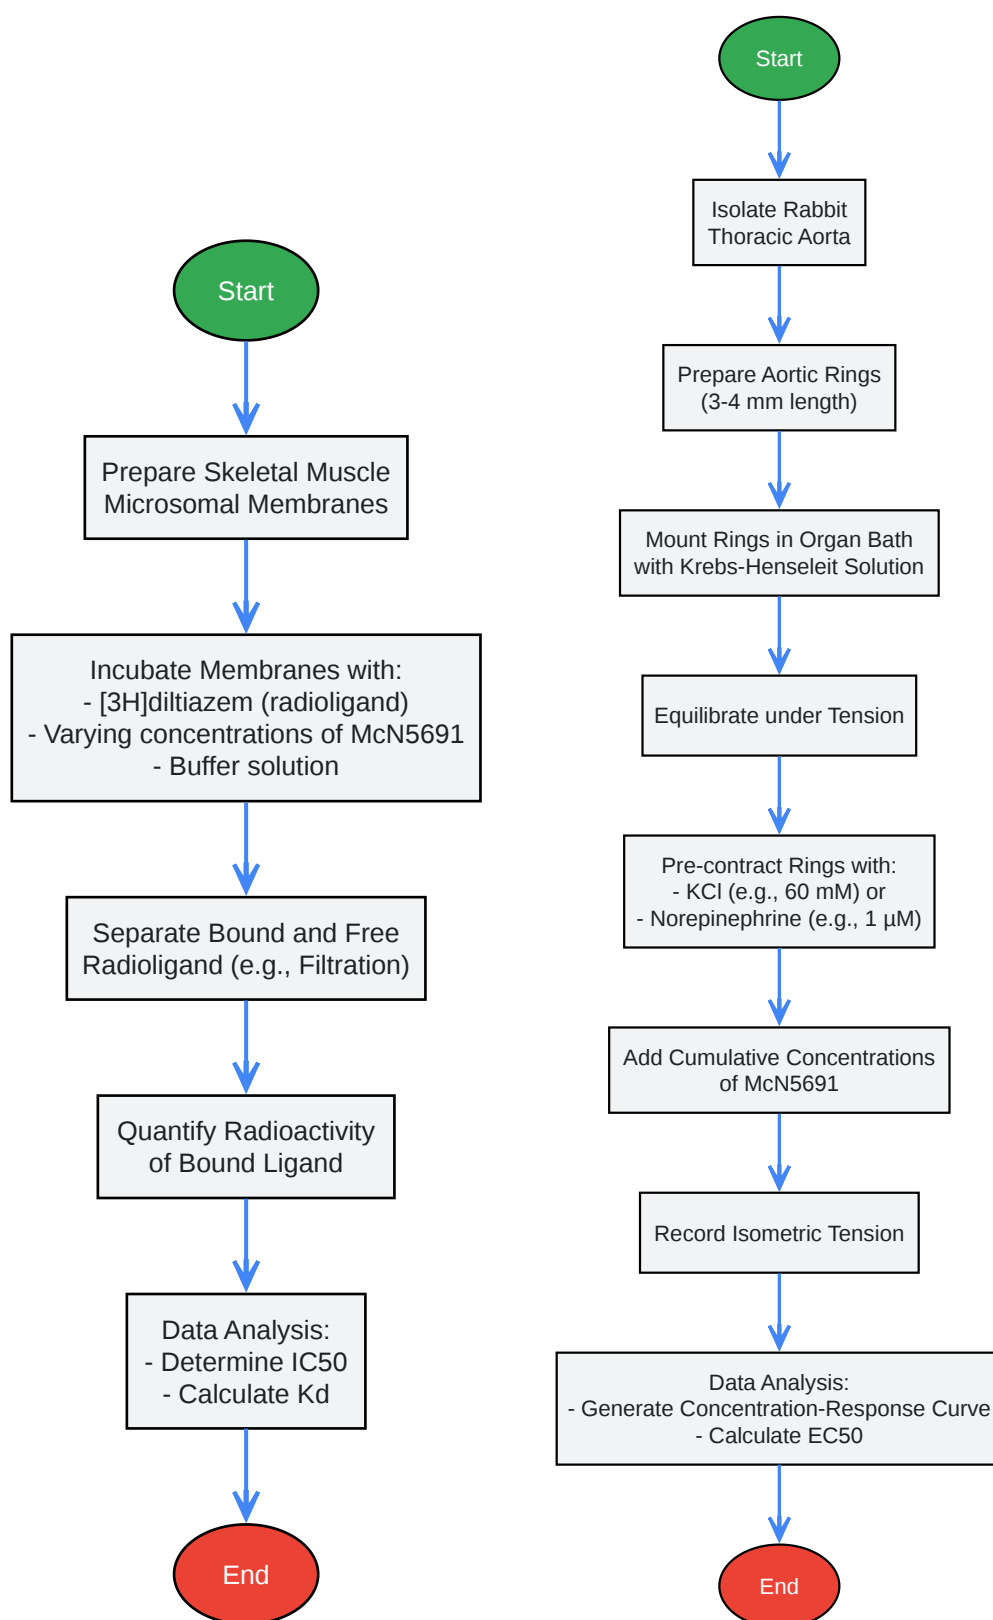 Start
Prepare Skeletal Muscle
Microsomal Membranes
Incubate Membranes with:
- [3H]diltiazem (radioligand)
- Varying concentrations of McN5691
- Buffer solution
Separate Bound and Free
Radioligand (e.g., Filtration)
Quantify Radioactivity
of Bound Ligand
Data Analysis:
- Determine IC50
- Calculate Kd
End
Start
Isolate Rabbit
Thoracic Aorta
Prepare Aortic Rings
(3-4 mm length)
Mount Rings in Organ Bath
with Krebs-Henseleit Solution
Equilibrate under Tension
Pre-contract Rings with:
- KCl (e.g., 60 mM) or
- Norepinephrine (e.g., 1 µM)
Add Cumulative Concentrations
of McN5691
Record Isometric Tension
Data Analysis:
- Generate Concentration-Response Curve
- Calculate EC50
End